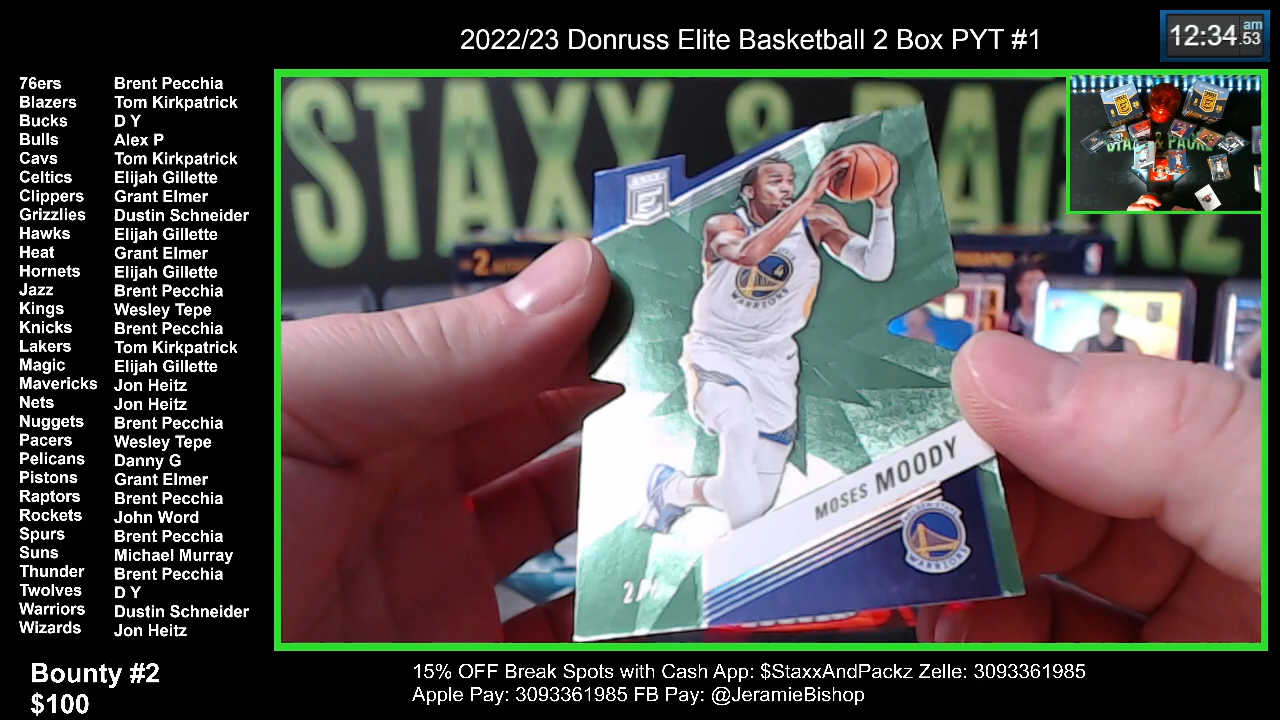 2022/23 Donruss Elite Basketball 2 Box PYT #1
12:34 am
.53
76ers Brent Pecchia
Blazers Tom Kirkpatrick
Bucks D Y
Bulls Alex P
Cavs Tom Kirkpatrick
Celtics Elijah Gillette
Clippers Grant Elmer
Grizzlies Dustin Schneider
Hawks Elijah Gillette
Heat Grant Elmer
Hornets Elijah Gillette
Jazz Brent Pecchia
Kings Wesley Tepe
Knicks Brent Pecchia
Lakers Tom Kirkpatrick
Magic Elijah Gillette
Mavericks Jon Heitz
Nets Jon Heitz
Nuggets Brent Pecchia
Pacers Wesley Tepe
Pelicans Danny G
Pistons Grant Elmer
Raptors Brent Pecchia
Rockets John Word
Spurs Brent Pecchia
Suns Michael Murray
Thunder Brent Pecchia
Twolves D Y
Warriors Dustin Schneider
Wizards Jon Heitz
STAXX & PACKZ
E
4
WARRIORS
MOSES MOODY
WARRIORS
Bounty #2
$100
15% OFF Break Spots with Cash App: $StaxxAndPackz Zelle: 3093361985
Apple Pay: 3093361985 FB Pay: @JeramieBishop